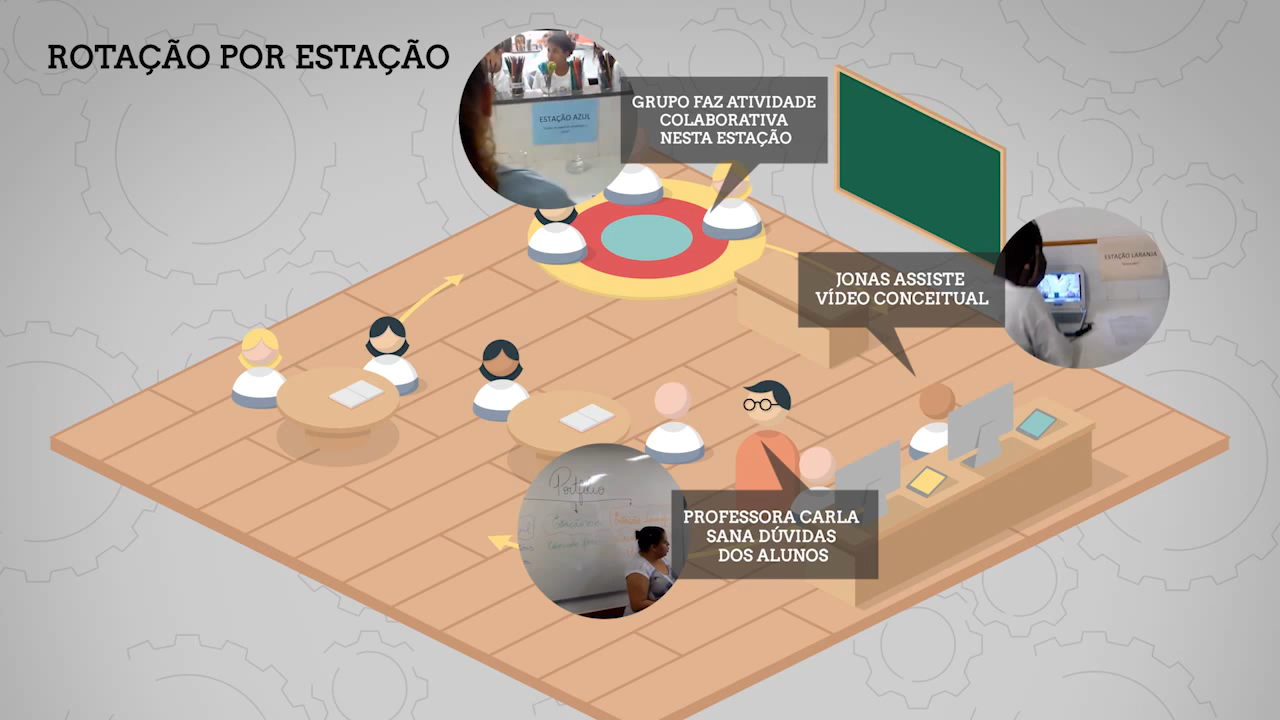 ROTAÇÃO POR ESTAÇÃO
ESTAÇÃO AZUL
GRUPO FAZ ATIVIDADE
COLABORATIVA
NESTA ESTAÇÃO
JONAS ASSISTE
VÍDEO CONCEITUAL
ESTAÇÃO LARANJA
Portfólio
PROFESSORA CARLA
SANA DÚVIDAS
DOS ALUNOS